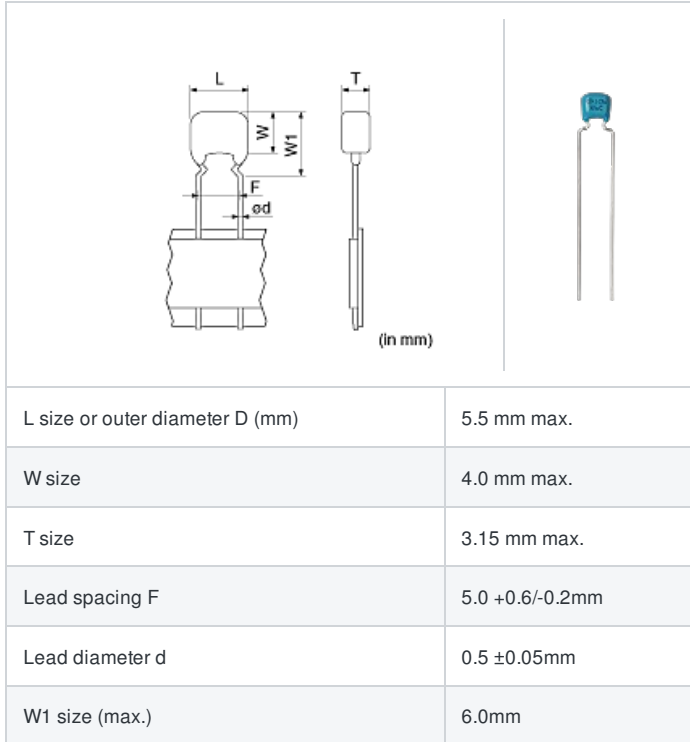 L
T
W
W1
F
ød
(in mm)
L size or outer diameter D (mm) 5.5 mm max.
W size 4.0 mm max.
T size 3.15 mm max.
Lead spacing F 5.0 +0.6/-0.2mm
Lead diameter d 0.5 ±0.05mm
W1 size (max.) 6.0mm